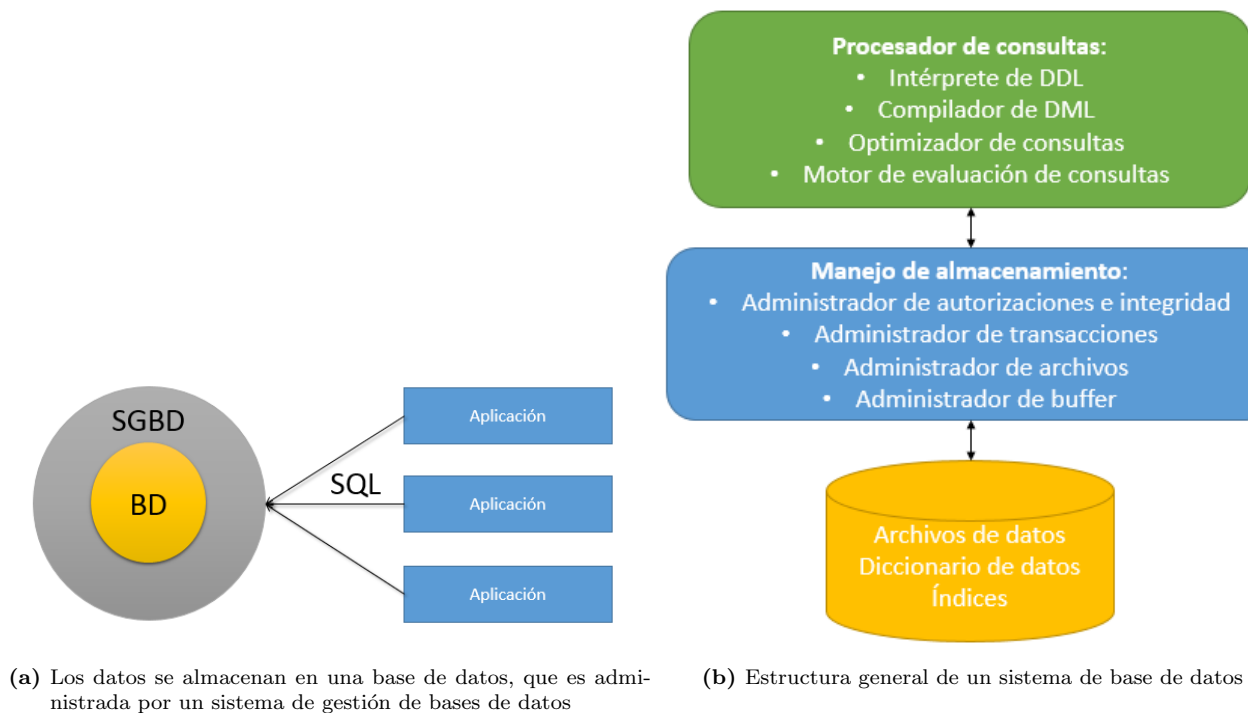 SGBD
BD
SQL
Aplicación
Aplicación
Aplicación
(a) Los datos se almacenan en una base de datos, que es admi-
nistrada por un sistema de gestión de bases de datos
Procesador de consultas:
• Intérprete de DDL
• Compilador de DML
• Optimizador de consultas
• Motor de evaluación de consultas
Manejo de almacenamiento:
• Administrador de autorizaciones e integridad
• Administrador de transacciones
• Administrador de archivos
• Administrador de buffer
Archivos de datos
Diccionario de datos
Índices
(b) Estructura general de un sistema de base de datos